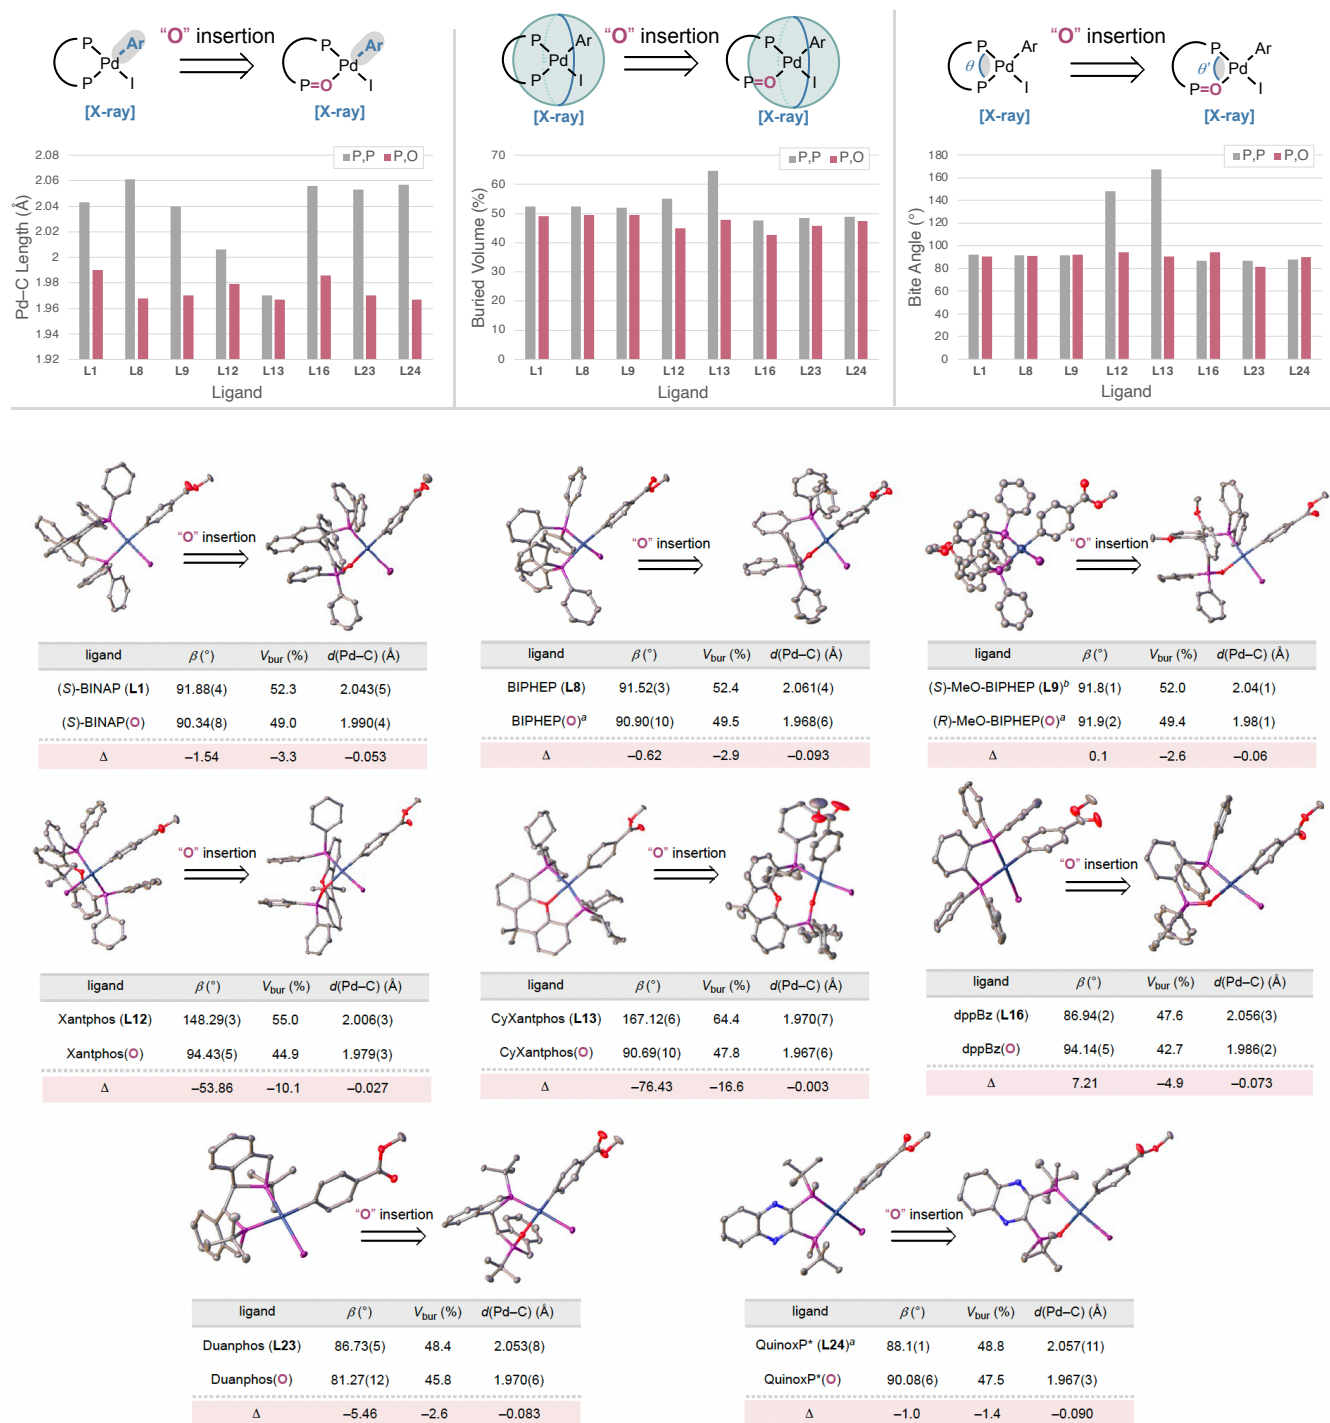 "O" insertion
P
Ar
Pd
P
I
P
Ar
Pd
P=O
I
[X-ray]
[X-ray]
"O" insertion
P
Ar
Pd
P
I
P
Ar
Pd
P=O
I
[X-ray]
[X-ray]
"O" insertion
P
Ar
θ
Pd
P
I
P
Ar
θ'
Pd
P=O
I
[X-ray]
[X-ray]
P,P P,O
2.08
2.06
2.04
2.02
2
1.98
1.96
1.94
1.92
Pd–C Length (Å)
L1 L8 L9 L12 L13 L16 L23 L24
Ligand
P,P P,O
70
60
50
40
30
20
10
0
Buried Volume (%)
L1 L8 L9 L12 L13 L16 L23 L24
Ligand
P,P P,O
180
160
140
120
100
80
60
40
20
0
Bite Angle (°)
L1 L8 L9 L12 L13 L16 L23 L24
Ligand
"O" insertion
ligand β (°) Vbur (%) d(Pd–C) (Å)
(S)-BINAP (L1) 91.88(4) 52.3 2.043(5)
(S)-BINAP(O) 90.34(8) 49.0 1.990(4)
Δ –1.54 –3.3 –0.053
"O" insertion
ligand β (°) Vbur (%) d(Pd–C) (Å)
BIPHEP (L8) 91.52(3) 52.4 2.061(4)
BIPHEP(O)a 90.90(10) 49.5 1.968(6)
Δ –0.62 –2.9 –0.093
"O" insertion
ligand β (°) Vbur (%) d(Pd–C) (Å)
(S)-MeO-BIPHEP (L9)b 91.8(1) 52.0 2.04(1)
(R)-MeO-BIPHEP(O)a 91.9(2) 49.4 1.98(1)
Δ 0.1 –2.6 –0.06
"O" insertion
ligand β (°) Vbur (%) d(Pd–C) (Å)
Xantphos (L12) 148.29(3) 55.0 2.006(3)
Xantphos(O) 94.43(5) 44.9 1.979(3)
Δ –53.86 –10.1 –0.027
"O" insertion
ligand β (°) Vbur (%) d(Pd–C) (Å)
CyXantphos (L13) 167.12(6) 64.4 1.970(7)
CyXantphos(O) 90.69(10) 47.8 1.967(6)
Δ –76.43 –16.6 –0.003
"O" insertion
ligand β (°) Vbur (%) d(Pd–C) (Å)
dppBz (L16) 86.94(2) 47.6 2.056(3)
dppBz(O) 94.14(5) 42.7 1.986(2)
Δ 7.21 –4.9 –0.073
"O" insertion
ligand β (°) Vbur (%) d(Pd–C) (Å)
Duanphos (L23) 86.73(5) 48.4 2.053(8)
Duanphos(O) 81.27(12) 45.8 1.970(6)
Δ –5.46 –2.6 –0.083
"O" insertion
ligand β (°) Vbur (%) d(Pd–C) (Å)
QuinoxP* (L24)a 88.1(1) 48.8 2.057(11)
QuinoxP*(O) 90.08(6) 47.5 1.967(3)
Δ –1.0 –1.4 –0.090